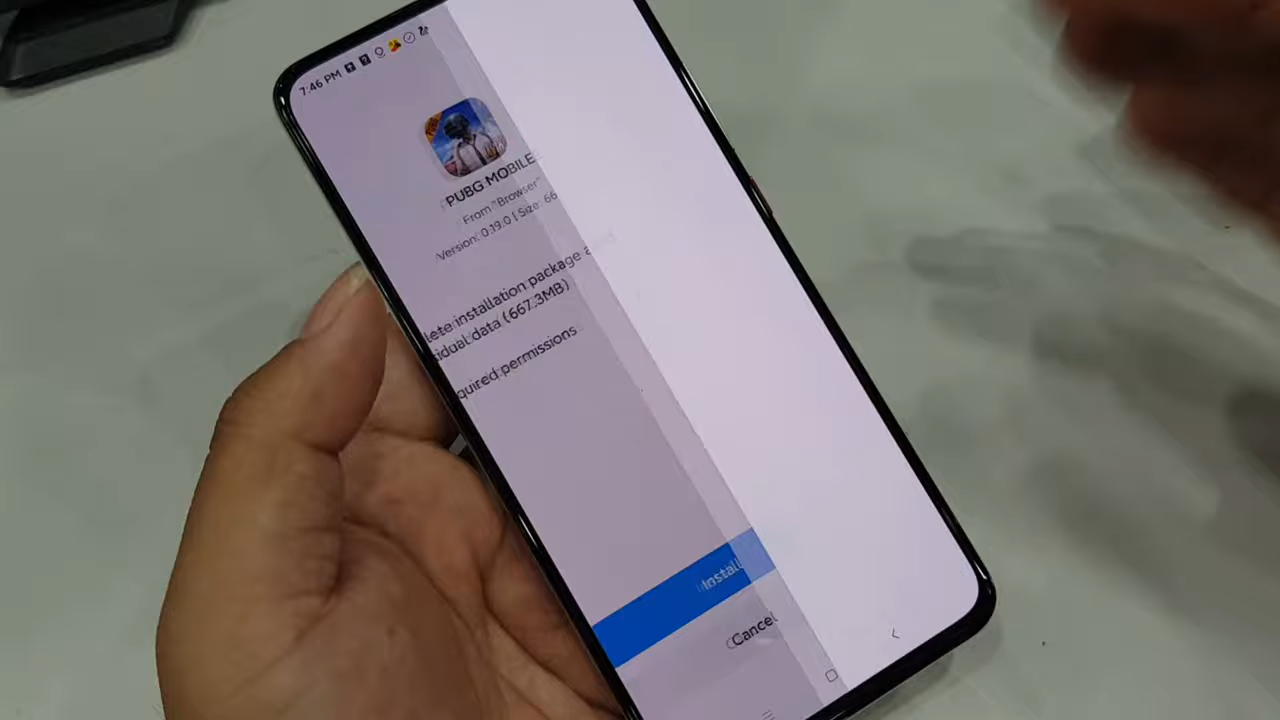 7:46 PM
PUBG MOBILE
From "Browser"
Version: 0.19.0 | Size: 66
lete installation package a
idual data (667.3MB)
quired permissions
Install
Cancel